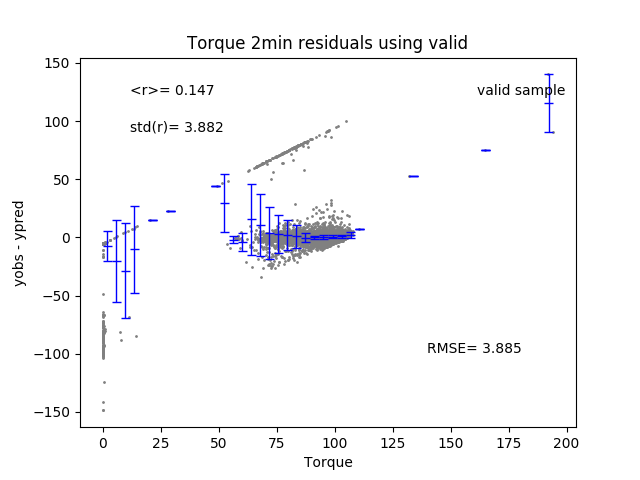 Torque 2min residuals using valid
<r>= 0.147
valid sample
std(r)= 3.882
RMSE= 3.885
yobs - ypred
150
100
50
0
−50
−100
−150
0 25 50 75 100 125 150 175 200
Torque